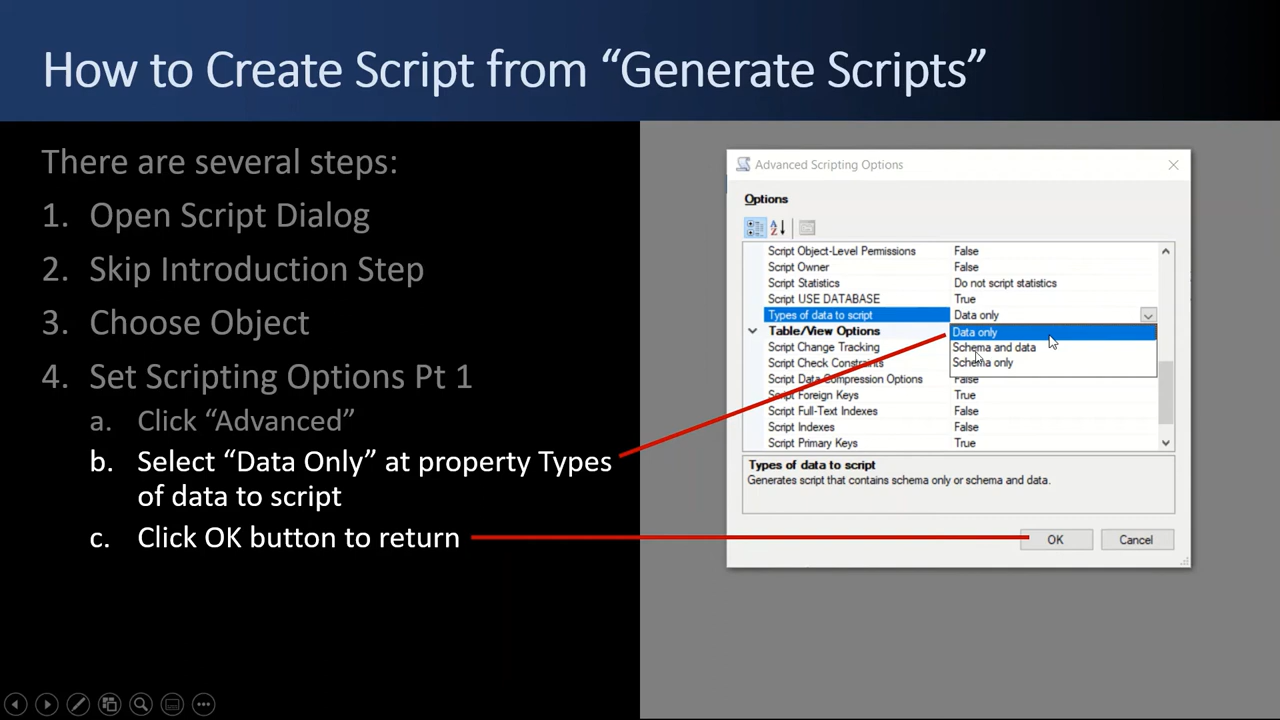 How to Create Script from “Generate Scripts”
There are several steps:
1. Open Script Dialog
2. Skip Introduction Step
3. Choose Object
4. Set Scripting Options Pt 1
a. Click “Advanced”
b. Select “Data Only” at property Types
of data to script
c. Click OK button to return
Advanced Scripting Options
Options
Script Object-Level Permissions False
Script Owner False
Script Statistics Do not script statistics
Script USE DATABASE True
Types of data to script Data only
Data only
Schema and data
Schema only
Table/View Options
Script Change Tracking
Script Check Constraints
Script Data Compression Options False
Script Foreign Keys True
Script Full-Text Indexes False
Script Indexes False
Script Primary Keys True
Types of data to script
Generates script that contains schema only or schema and data.
OK Cancel